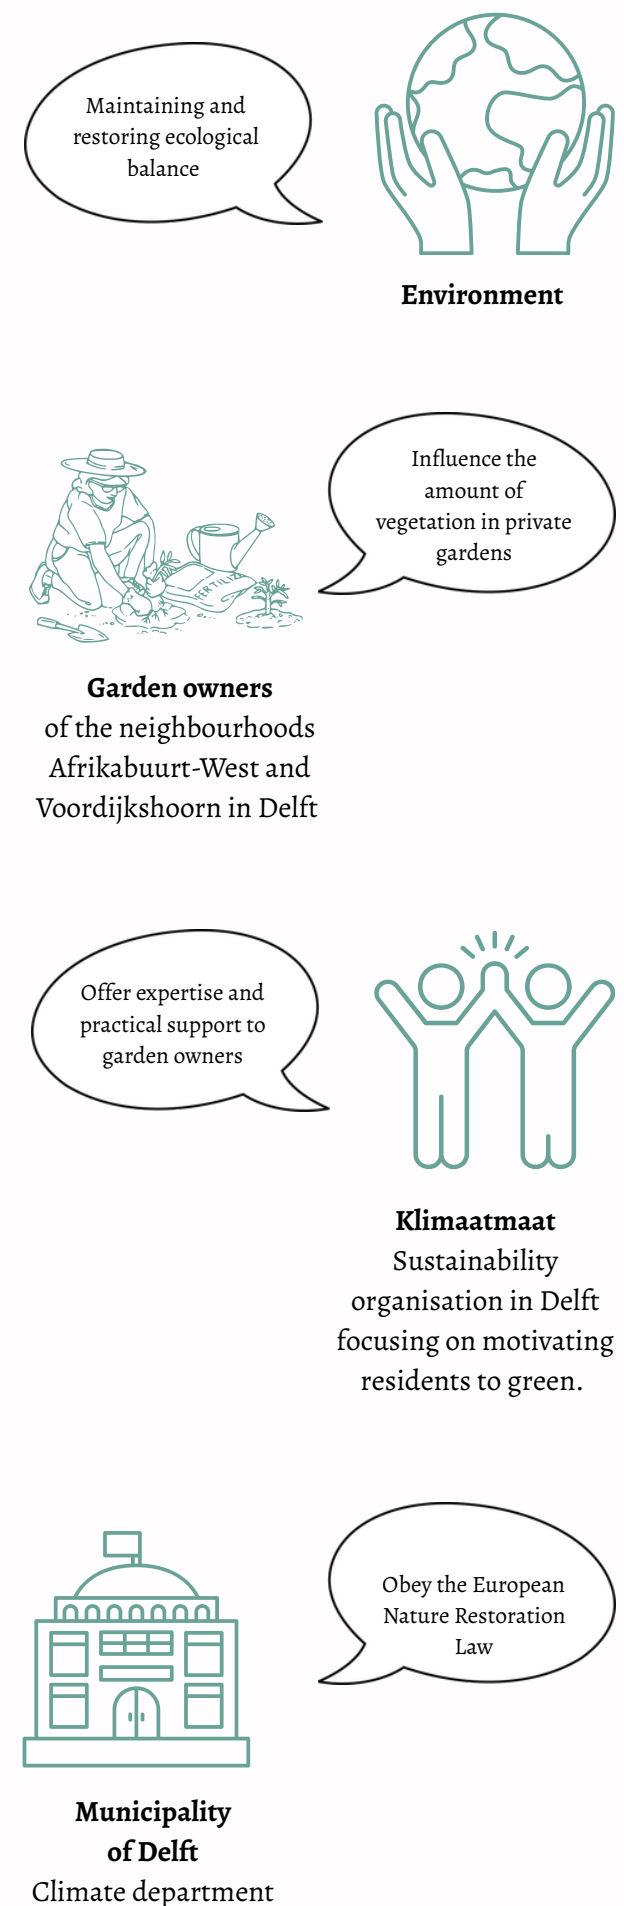 Maintaining and
restoring ecological
balance
Environment
Influence the
amount of
vegetation in private
gardens
FERTILIZ
Garden owners
of the neighbourhoods
Afrikabuurt-West and
Voordijkshoorn in Delft
Offer expertise and
practical support to
garden owners
Klimaatmaat
Sustainability
organisation in Delft
focusing on motivating
residents to green.
Obey the European
Nature Restoration
Law
Municipality
of Delft
Climate department